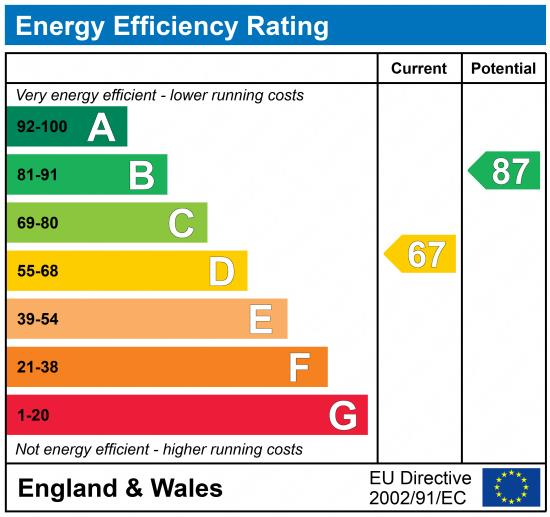 Energy Efficiency Rating
Current Potential
Very energy efficient - lower running costs
92-100 A
81-91 B
87
69-80 C
55-68 D
67
39-54 E
21-38 F
1-20 G
Not energy efficient - higher running costs
England & Wales
EU Directive
2002/91/EC